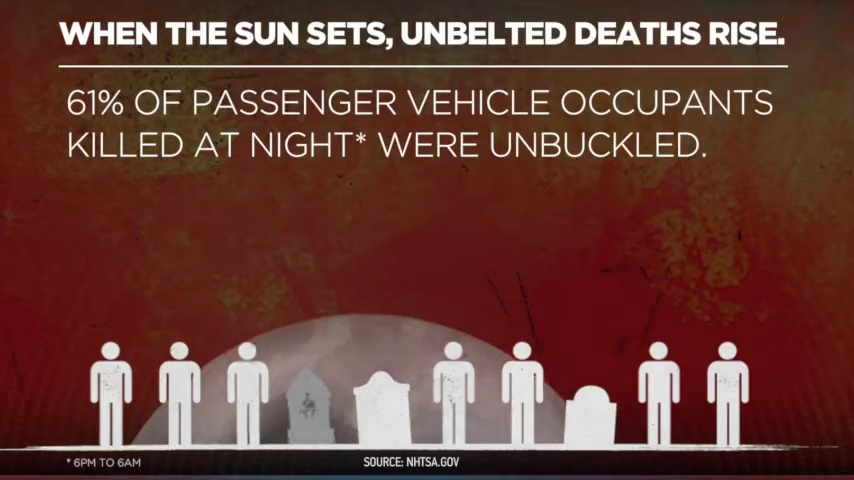 WHEN THE SUN SETS, UNBELTED DEATHS RISE.
61% OF PASSENGER VEHICLE OCCUPANTS
KILLED AT NIGHT* WERE UNBUCKLED.
* 6PM TO 6AM
SOURCE: NHTSA.GOV